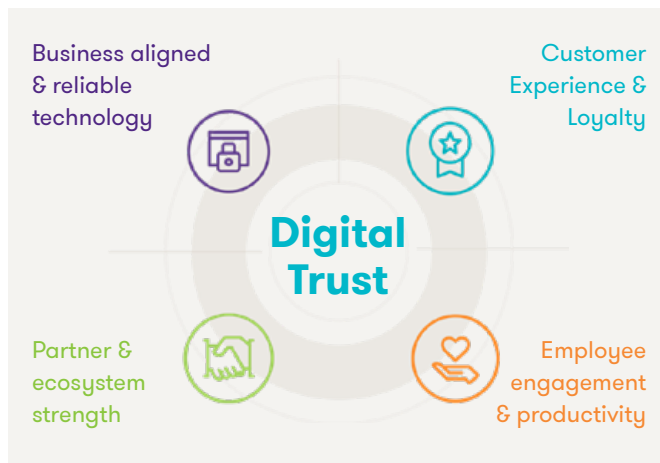 Business aligned
& reliable
technology
Customer
Experience &
Loyalty
Digital
Trust
Partner &
ecosystem
strength
Employee
engagement
& productivity